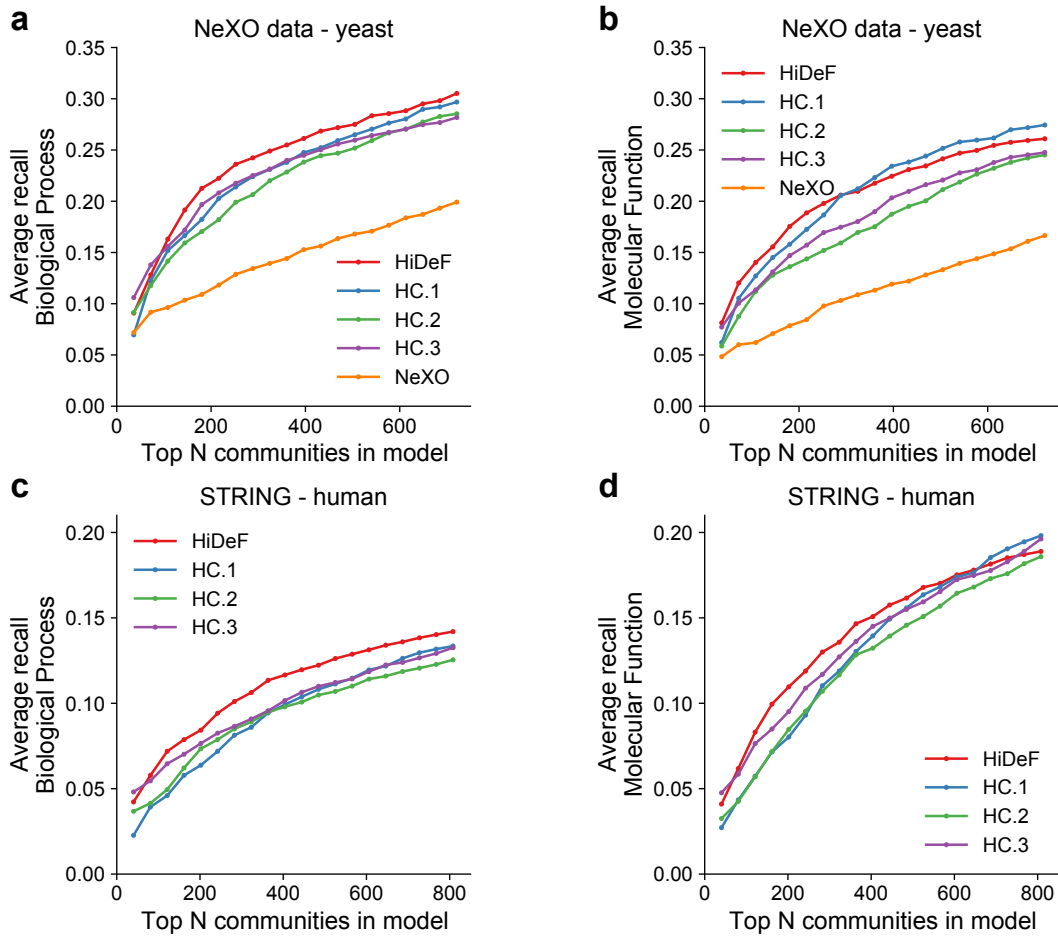 a
NeXO data - yeast
Average recall
Biological Process
0.35
0.30
0.25
0.20
0.15
0.10
0.05
0.00
HiDeF
HC.1
HC.2
HC.3
NeXO
0 200 400 600
Top N communities in model
b
NeXO data - yeast
Average recall
Molecular Function
0.35
0.30
0.25
0.20
0.15
0.10
0.05
0.00
HiDeF
HC.1
HC.2
HC.3
NeXO
0 200 400 600
Top N communities in model
c
STRING - human
Average recall
Biological Process
0.20
0.15
0.10
0.05
0.00
HiDeF
HC.1
HC.2
HC.3
0 200 400 600 800
Top N communities in model
d
STRING - human
Average recall
Molecular Function
0.20
0.15
0.10
0.05
0.00
HiDeF
HC.1
HC.2
HC.3
0 200 400 600 800
Top N communities in model